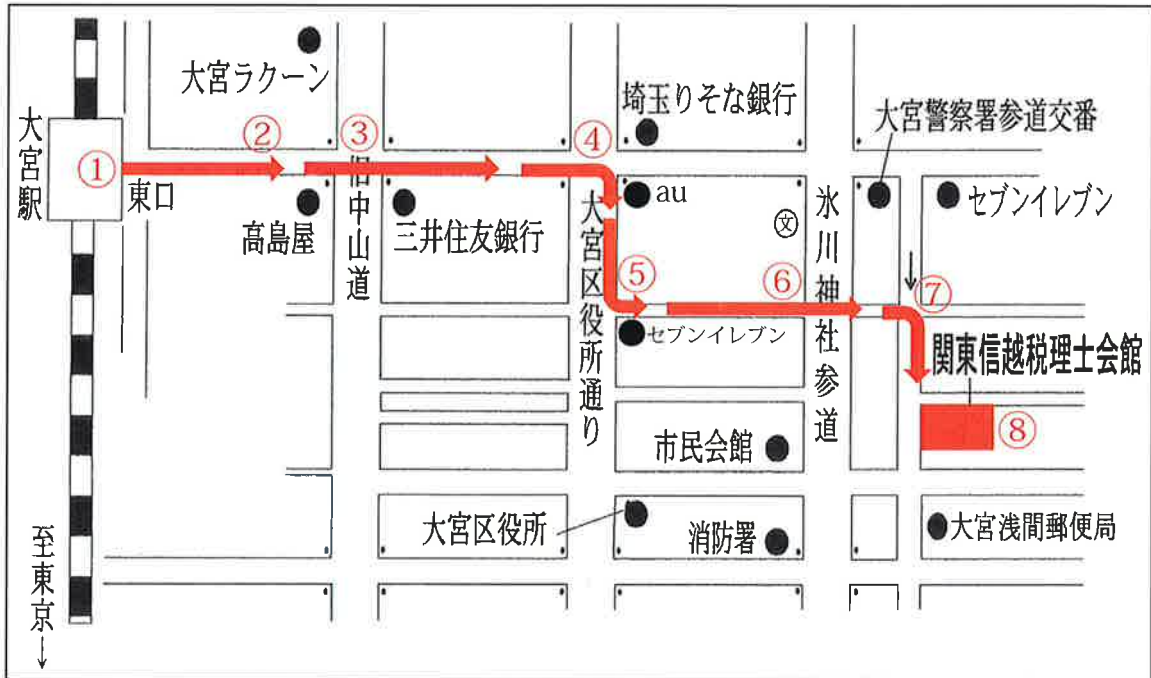 大宮ラクーン
埼玉りそな銀行
大宮警察署参道交番
②
③
④
大宮駅
①
東口
高島屋
旧中山道
三井住友銀行
大宮区役所通り
au
文
氷川神社参道
セブンイレブン
⑤
⑥
↓
⑦
セブンイレブン
関東信越税理士会館
⑧
市民会館
大宮区役所
消防署
大宮浅間郵便局
至東京
↓